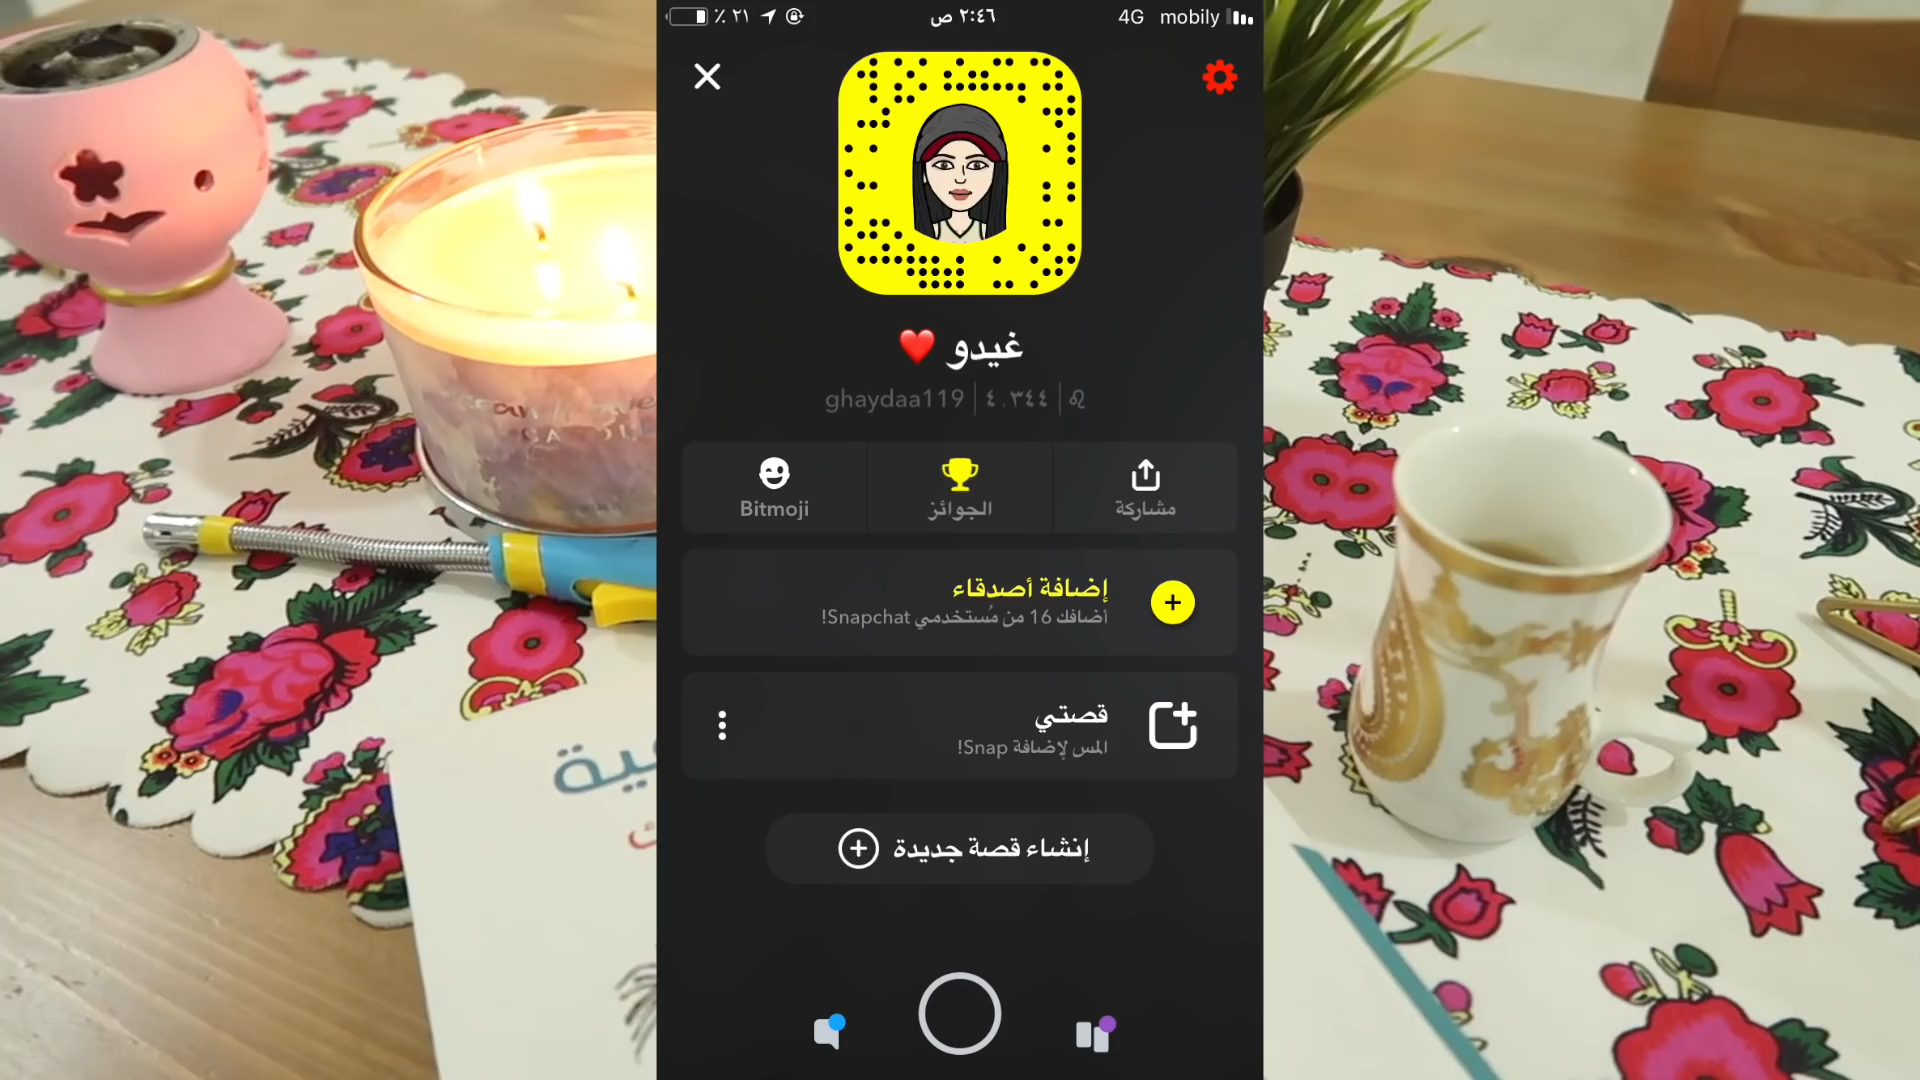 ٢١ ٪ ٢:٤٦ ص 4G mobily
غيدو ❤️
ghaydaa119 | ٤.٣٤٤ | ♌
Bitmoji
الجوائز
مشاركة
إضافة أصدقاء
أضافك 16 من مُستخدمي Snapchat!
قصتي
المس لإضافة Snap!
إنشاء قصة جديدة